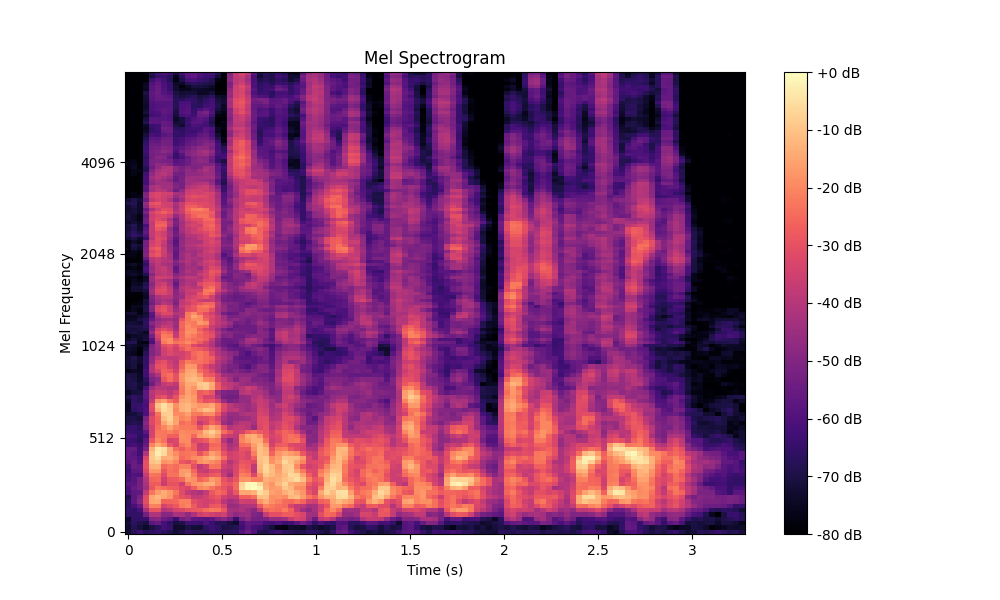 Mel Spectrogram
+0 dB
-10 dB
-20 dB
-30 dB
-40 dB
-50 dB
-60 dB
-70 dB
-80 dB
Mel Frequency
4096
2048
1024
512
0
0
0.5
1
1.5
2
2.5
3
Time (s)